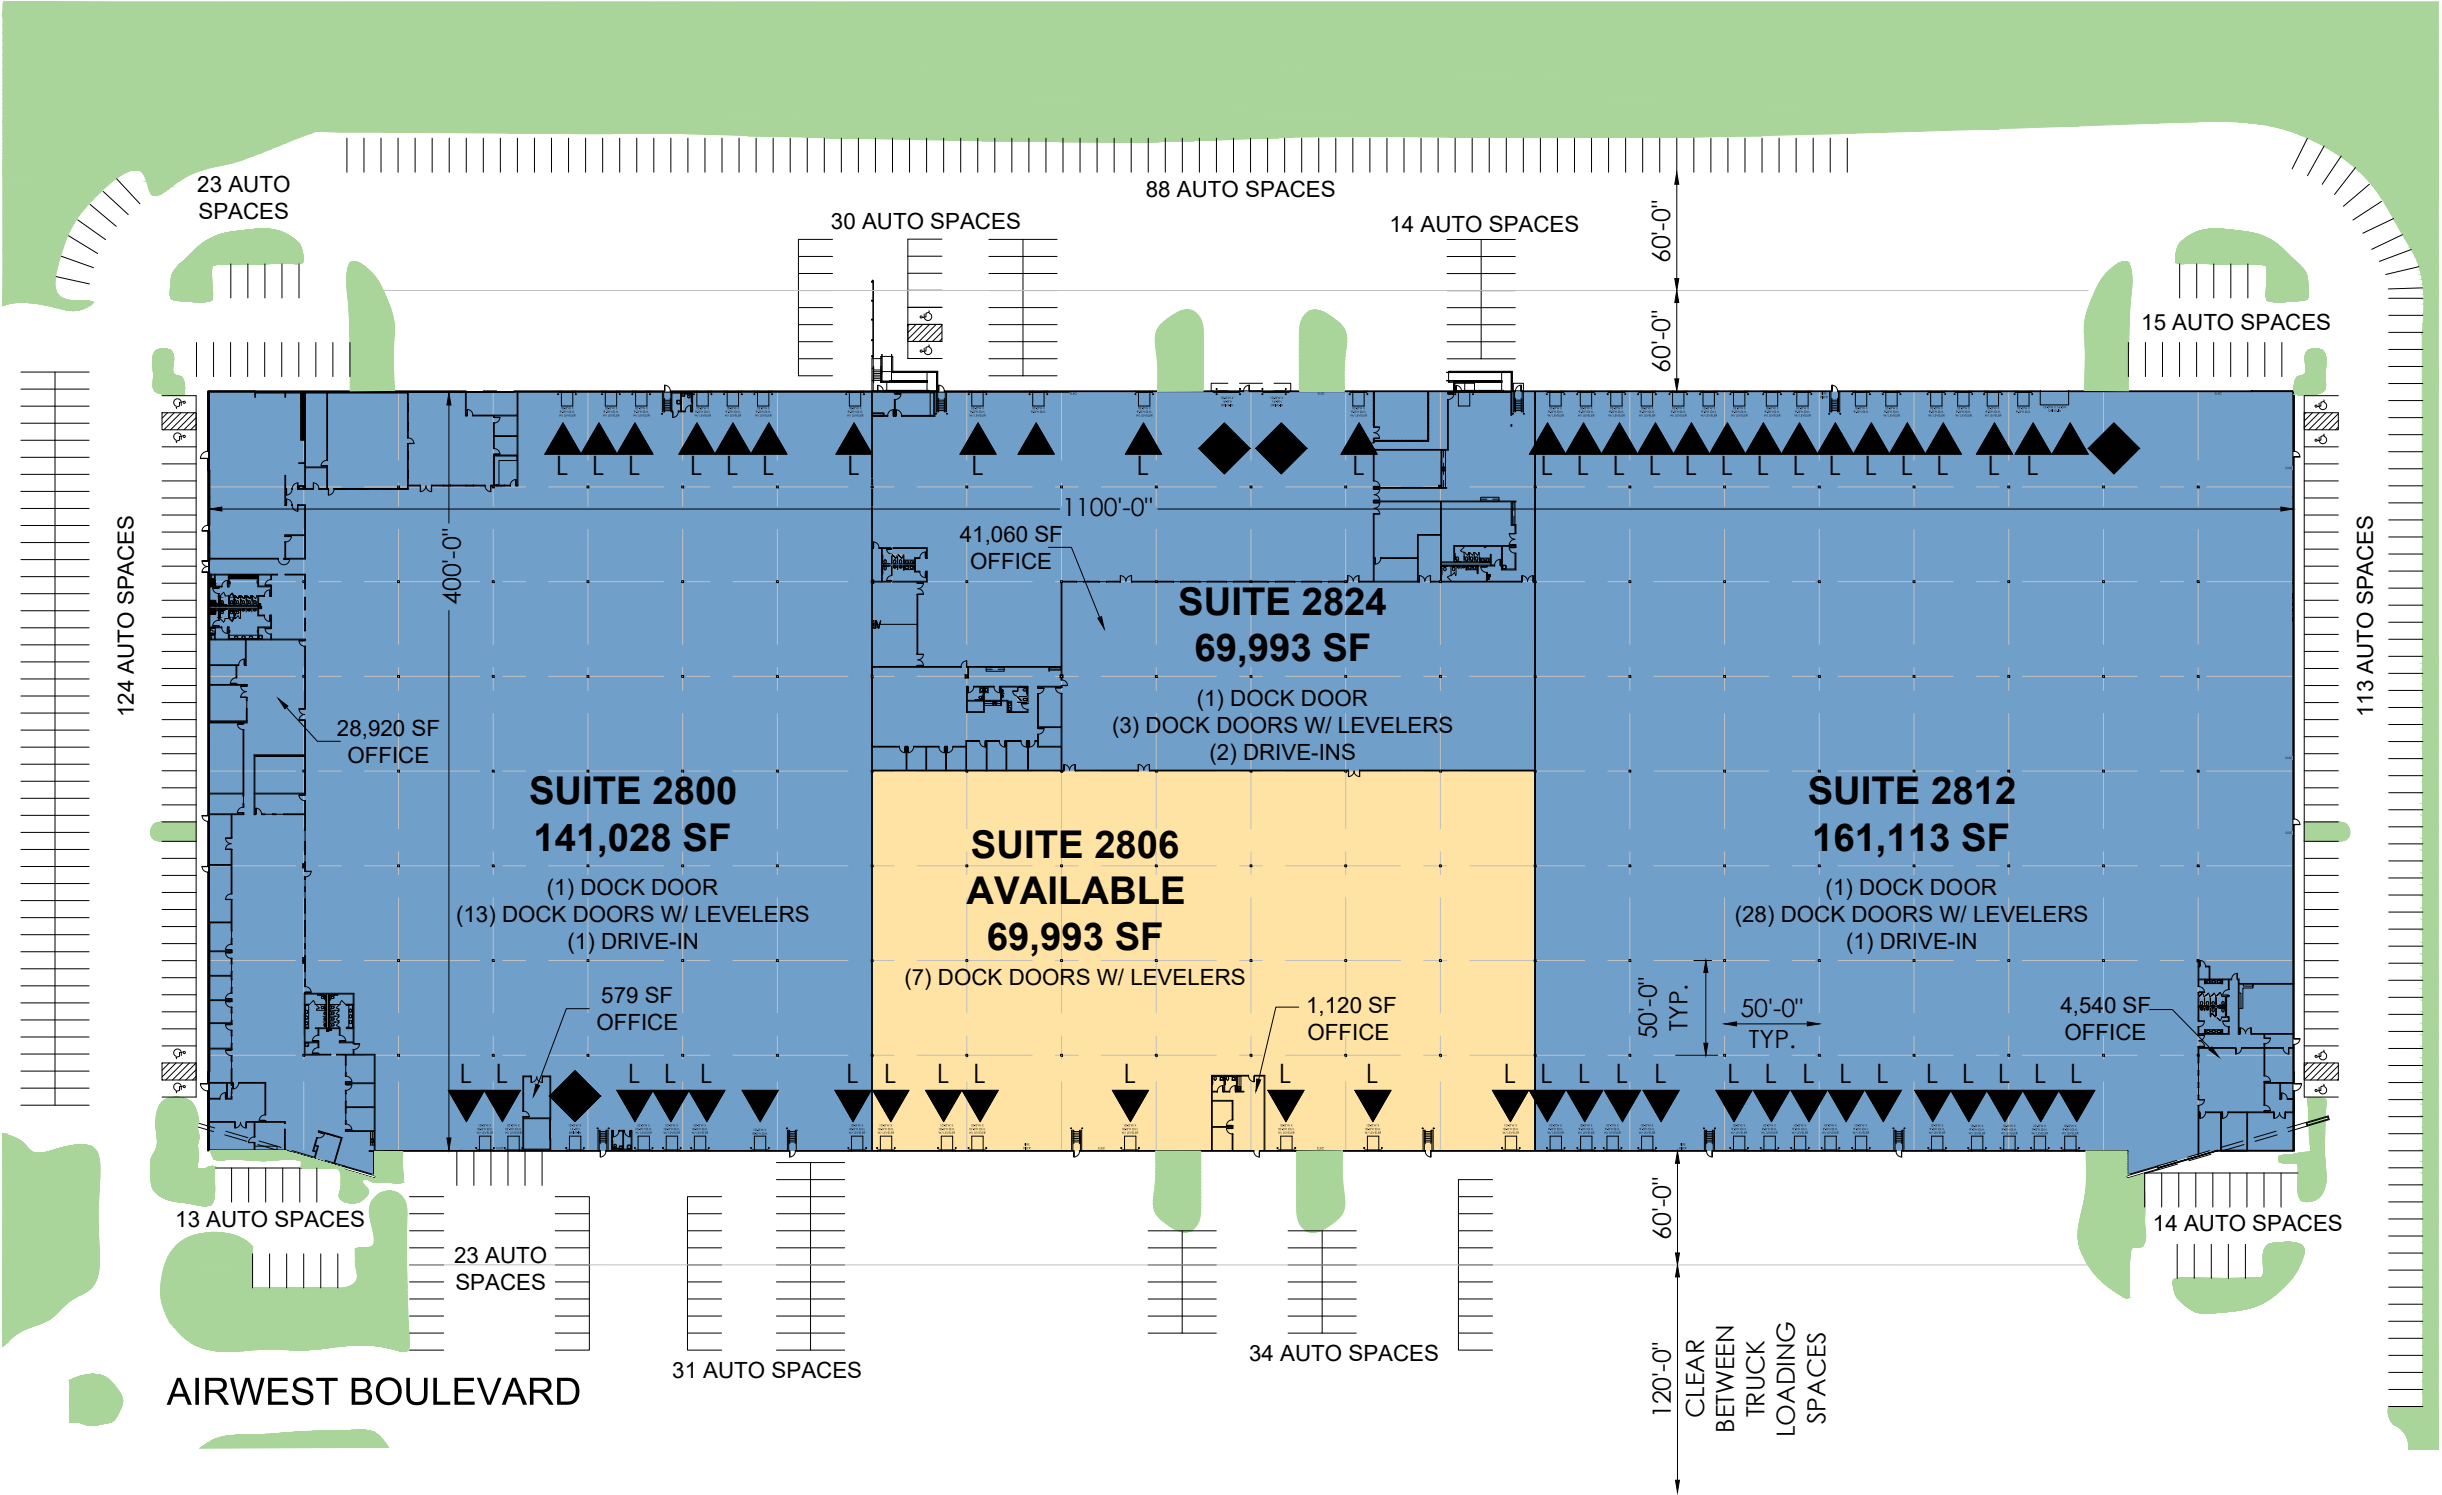 23 AUTO
SPACES
88 AUTO SPACES
30 AUTO SPACES
14 AUTO SPACES
60'-0"
60'-0"
15 AUTO SPACES
L L L L L L L L L L L L L L L L L L L L L L L L
1100'-0"
400'-0"
41,060 SF
OFFICE
124 AUTO SPACES
113 AUTO SPACES
SUITE 2824
69,993 SF
(1) DOCK DOOR
(3) DOCK DOORS W/ LEVELERS
(2) DRIVE-INS
28,920 SF
OFFICE
SUITE 2800
141,028 SF
(1) DOCK DOOR
(13) DOCK DOORS W/ LEVELERS
(1) DRIVE-IN
SUITE 2806
AVAILABLE
69,993 SF
(7) DOCK DOORS W/ LEVELERS
SUITE 2812
161,113 SF
(1) DOCK DOOR
(28) DOCK DOORS W/ LEVELERS
(1) DRIVE-IN
579 SF
OFFICE
1,120 SF
OFFICE
50'-0"
TYP.
50'-0"
TYP.
4,540 SF
OFFICE
L L L L L L L L L L L L L L L L L L L L L L L L L L L
13 AUTO SPACES
23 AUTO
SPACES
31 AUTO SPACES
34 AUTO SPACES
60'-0"
14 AUTO SPACES
120'-0"
CLEAR
BETWEEN
TRUCK
LOADING
SPACES
AIRWEST BOULEVARD